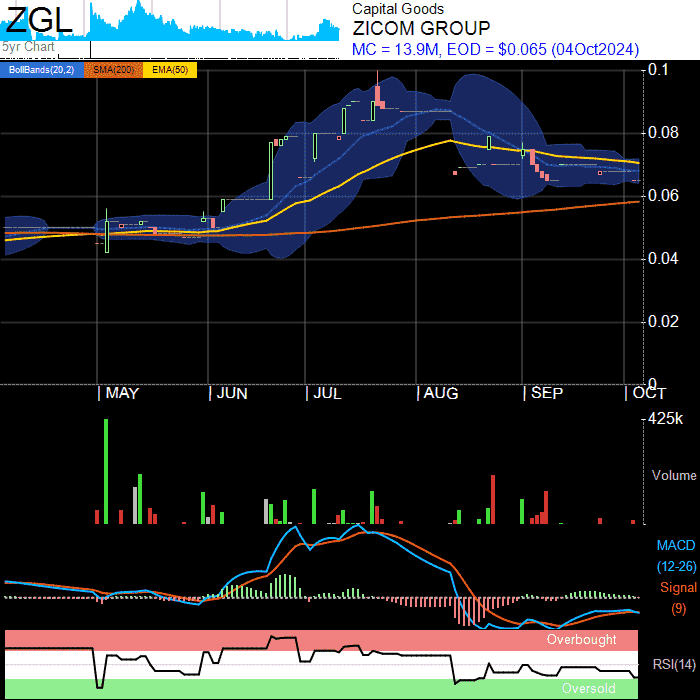 ZGL
5yr Chart
Capital Goods
ZICOM GROUP
MC = 13.9M, EOD = $0.065 (04Oct2024)
BollBands(20,2) SMA(200) EMA(50)
0.1
0.08
0.06
0.04
0.02
0
MAY JUN JUL AUG SEP OCT
425k
Volume
MACD
(12-26)
Signal
(9)
Overbought
RSI(14)
Oversold